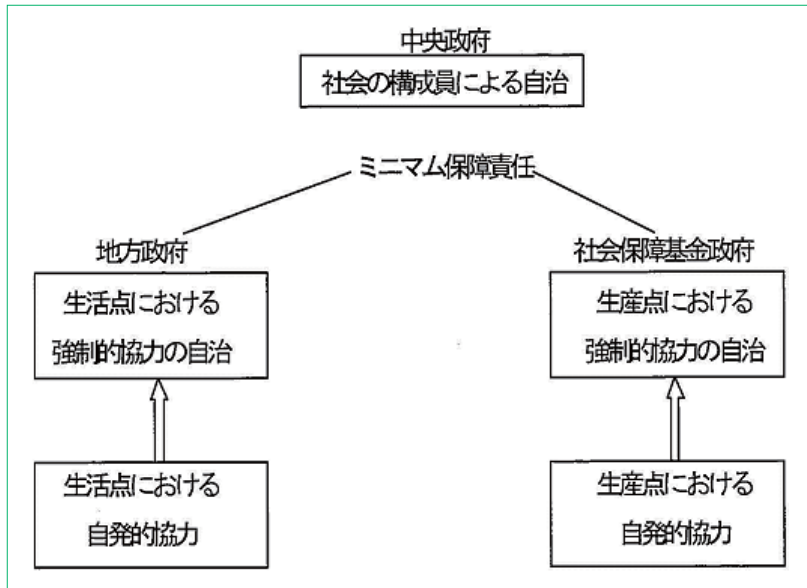 中央政府
社会の構成員による自治
ミニマム保障責任
地方政府
生活点における
強制的協力の自治
生活点における
自発的協力
社会保障基金政府
生産点における
強制的協力の自治
生産点における
自発的協力